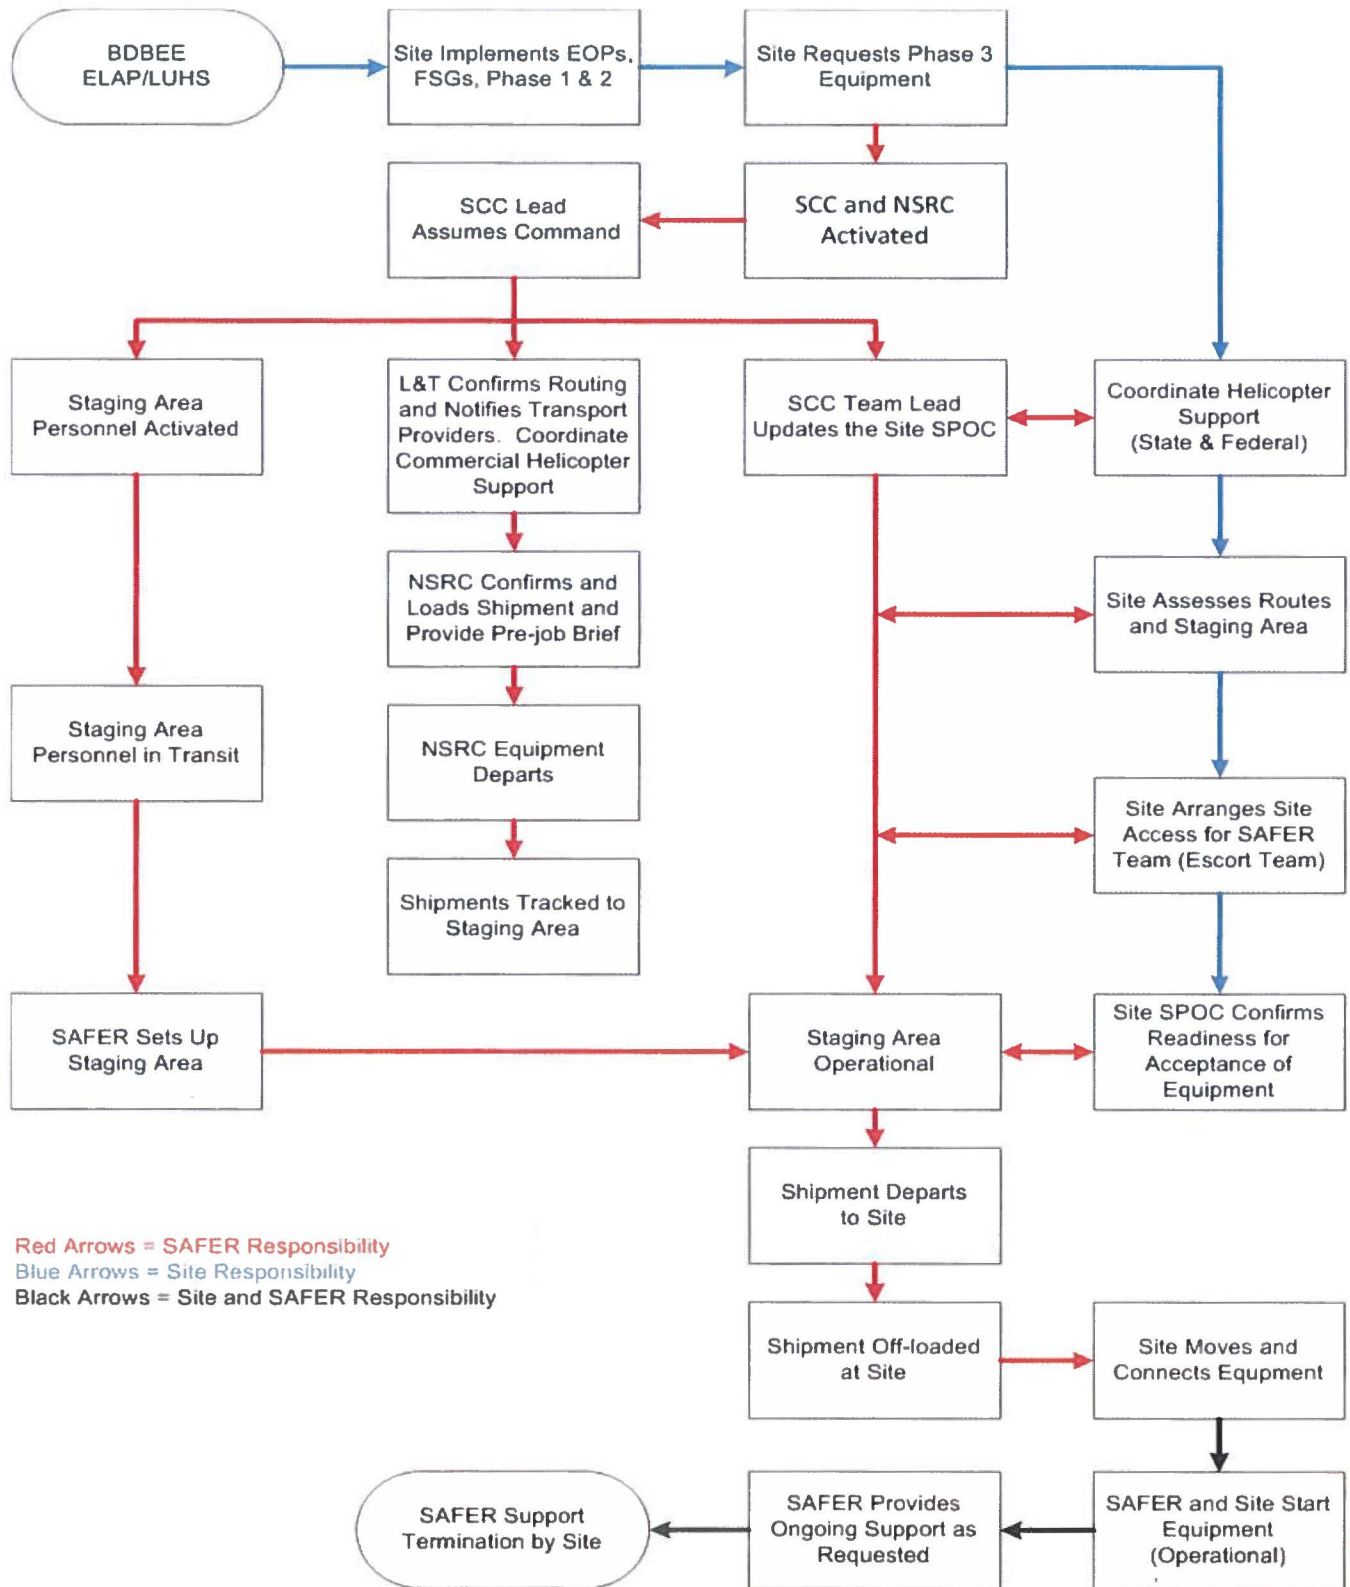 BDBEE
ELAP/LUHS
Site Implements EOPs,
FSGs, Phase 1 & 2
Site Requests Phase 3
Equipment
SCC Lead
Assumes Command
SCC and NSRC
Activated
Staging Area
Personnel Activated
L&T Confirms Routing
and Notifies Transport
Providers. Coordinate
Commercial Helicopter
Support
SCC Team Lead
Updates the Site SPOC
Coordinate Helicopter
Support
(State & Federal)
NSRC Confirms and
Loads Shipment and
Provide Pre-job Brief
Site Assesses Routes
and Staging Area
Staging Area
Personnel in Transit
NSRC Equipment
Departs
Site Arranges Site
Access for SAFER
Team (Escort Team)
Shipments Tracked to
Staging Area
SAFER Sets Up
Staging Area
Staging Area
Operational
Site SPOC Confirms
Readiness for
Acceptance of
Equipment
Shipment Departs
to Site
Red Arrows = SAFER Responsibility
Blue Arrows = Site Responsibility
Black Arrows = Site and SAFER Responsibility
Shipment Off-loaded
at Site
Site Moves and
Connects Equpment
SAFER Support
Termination by Site
SAFER Provides
Ongoing Support as
Requested
SAFER and Site Start
Equipment
(Operational)